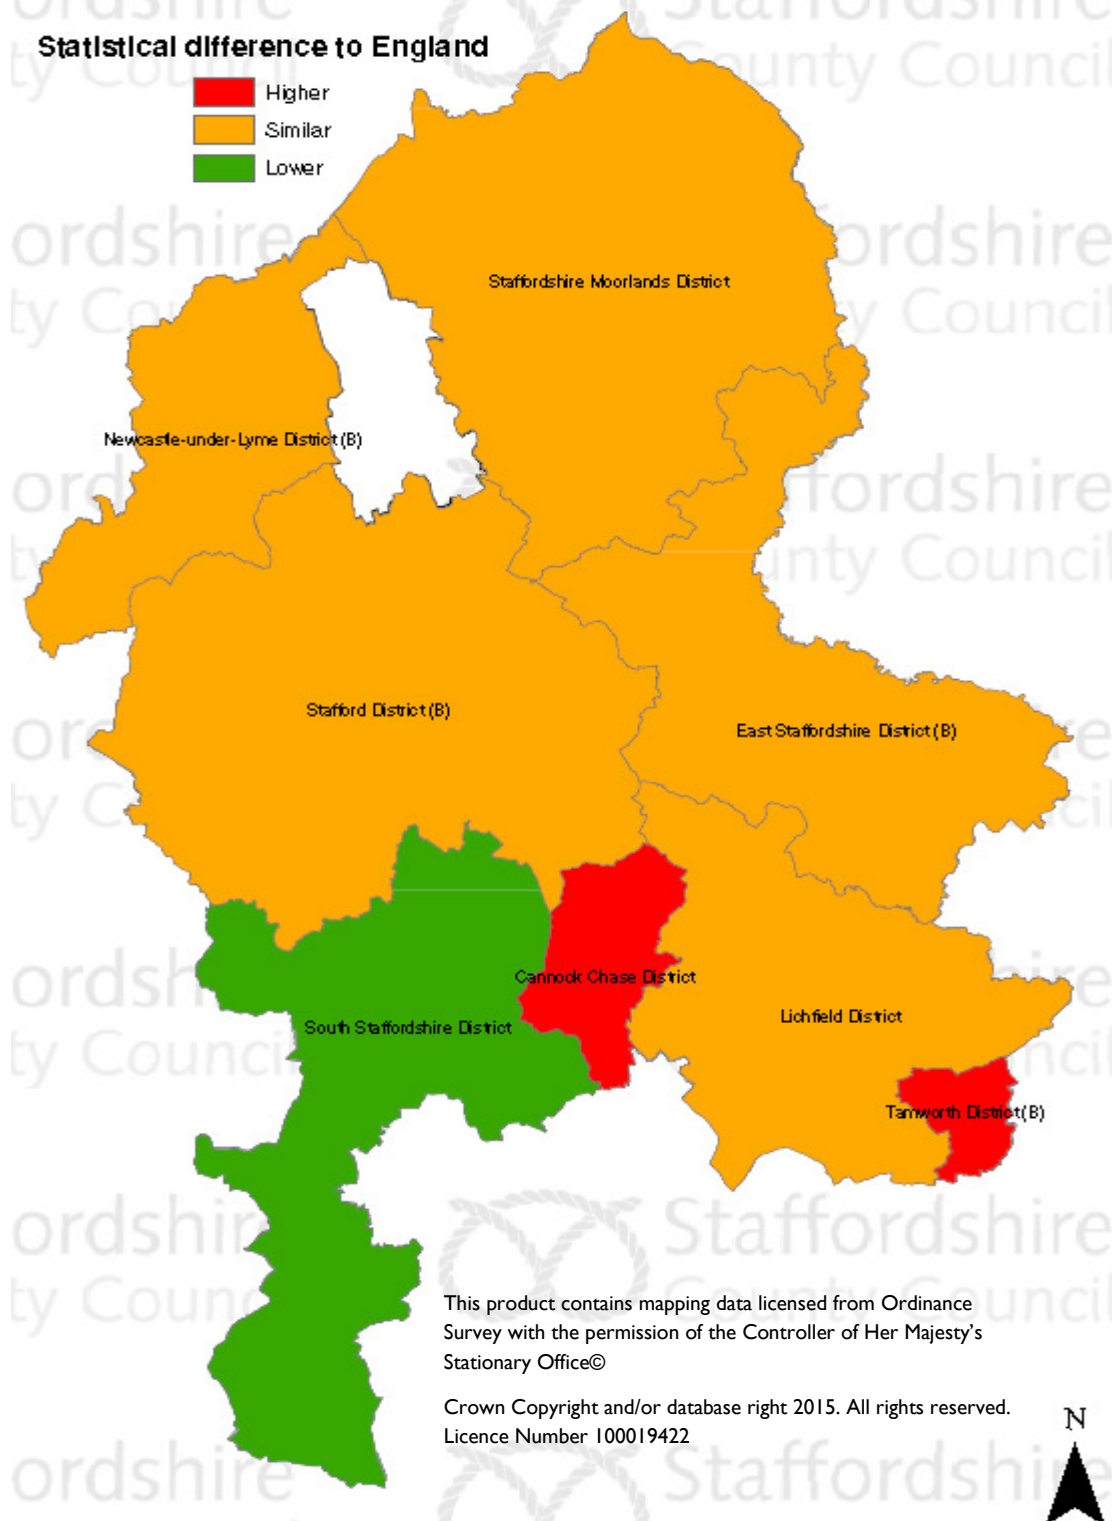 Statistical difference to England
Higher
Similar
Lower
Staffordshire Moorlands District
Newcastle-under-Lyme District (B)
Stafford District (B)
East Staffordshire District (B)
Cannock Chase District
Lichfield District
South Staffordshire District
Tamworth District (B)
This product contains mapping data licensed from Ordinance
Survey with the permission of the Controller of Her Majesty's
Stationary Office©
Crown Copyright and/or database right 2015. All rights reserved.
Licence Number 100019422
N
Staffordshire
County Council